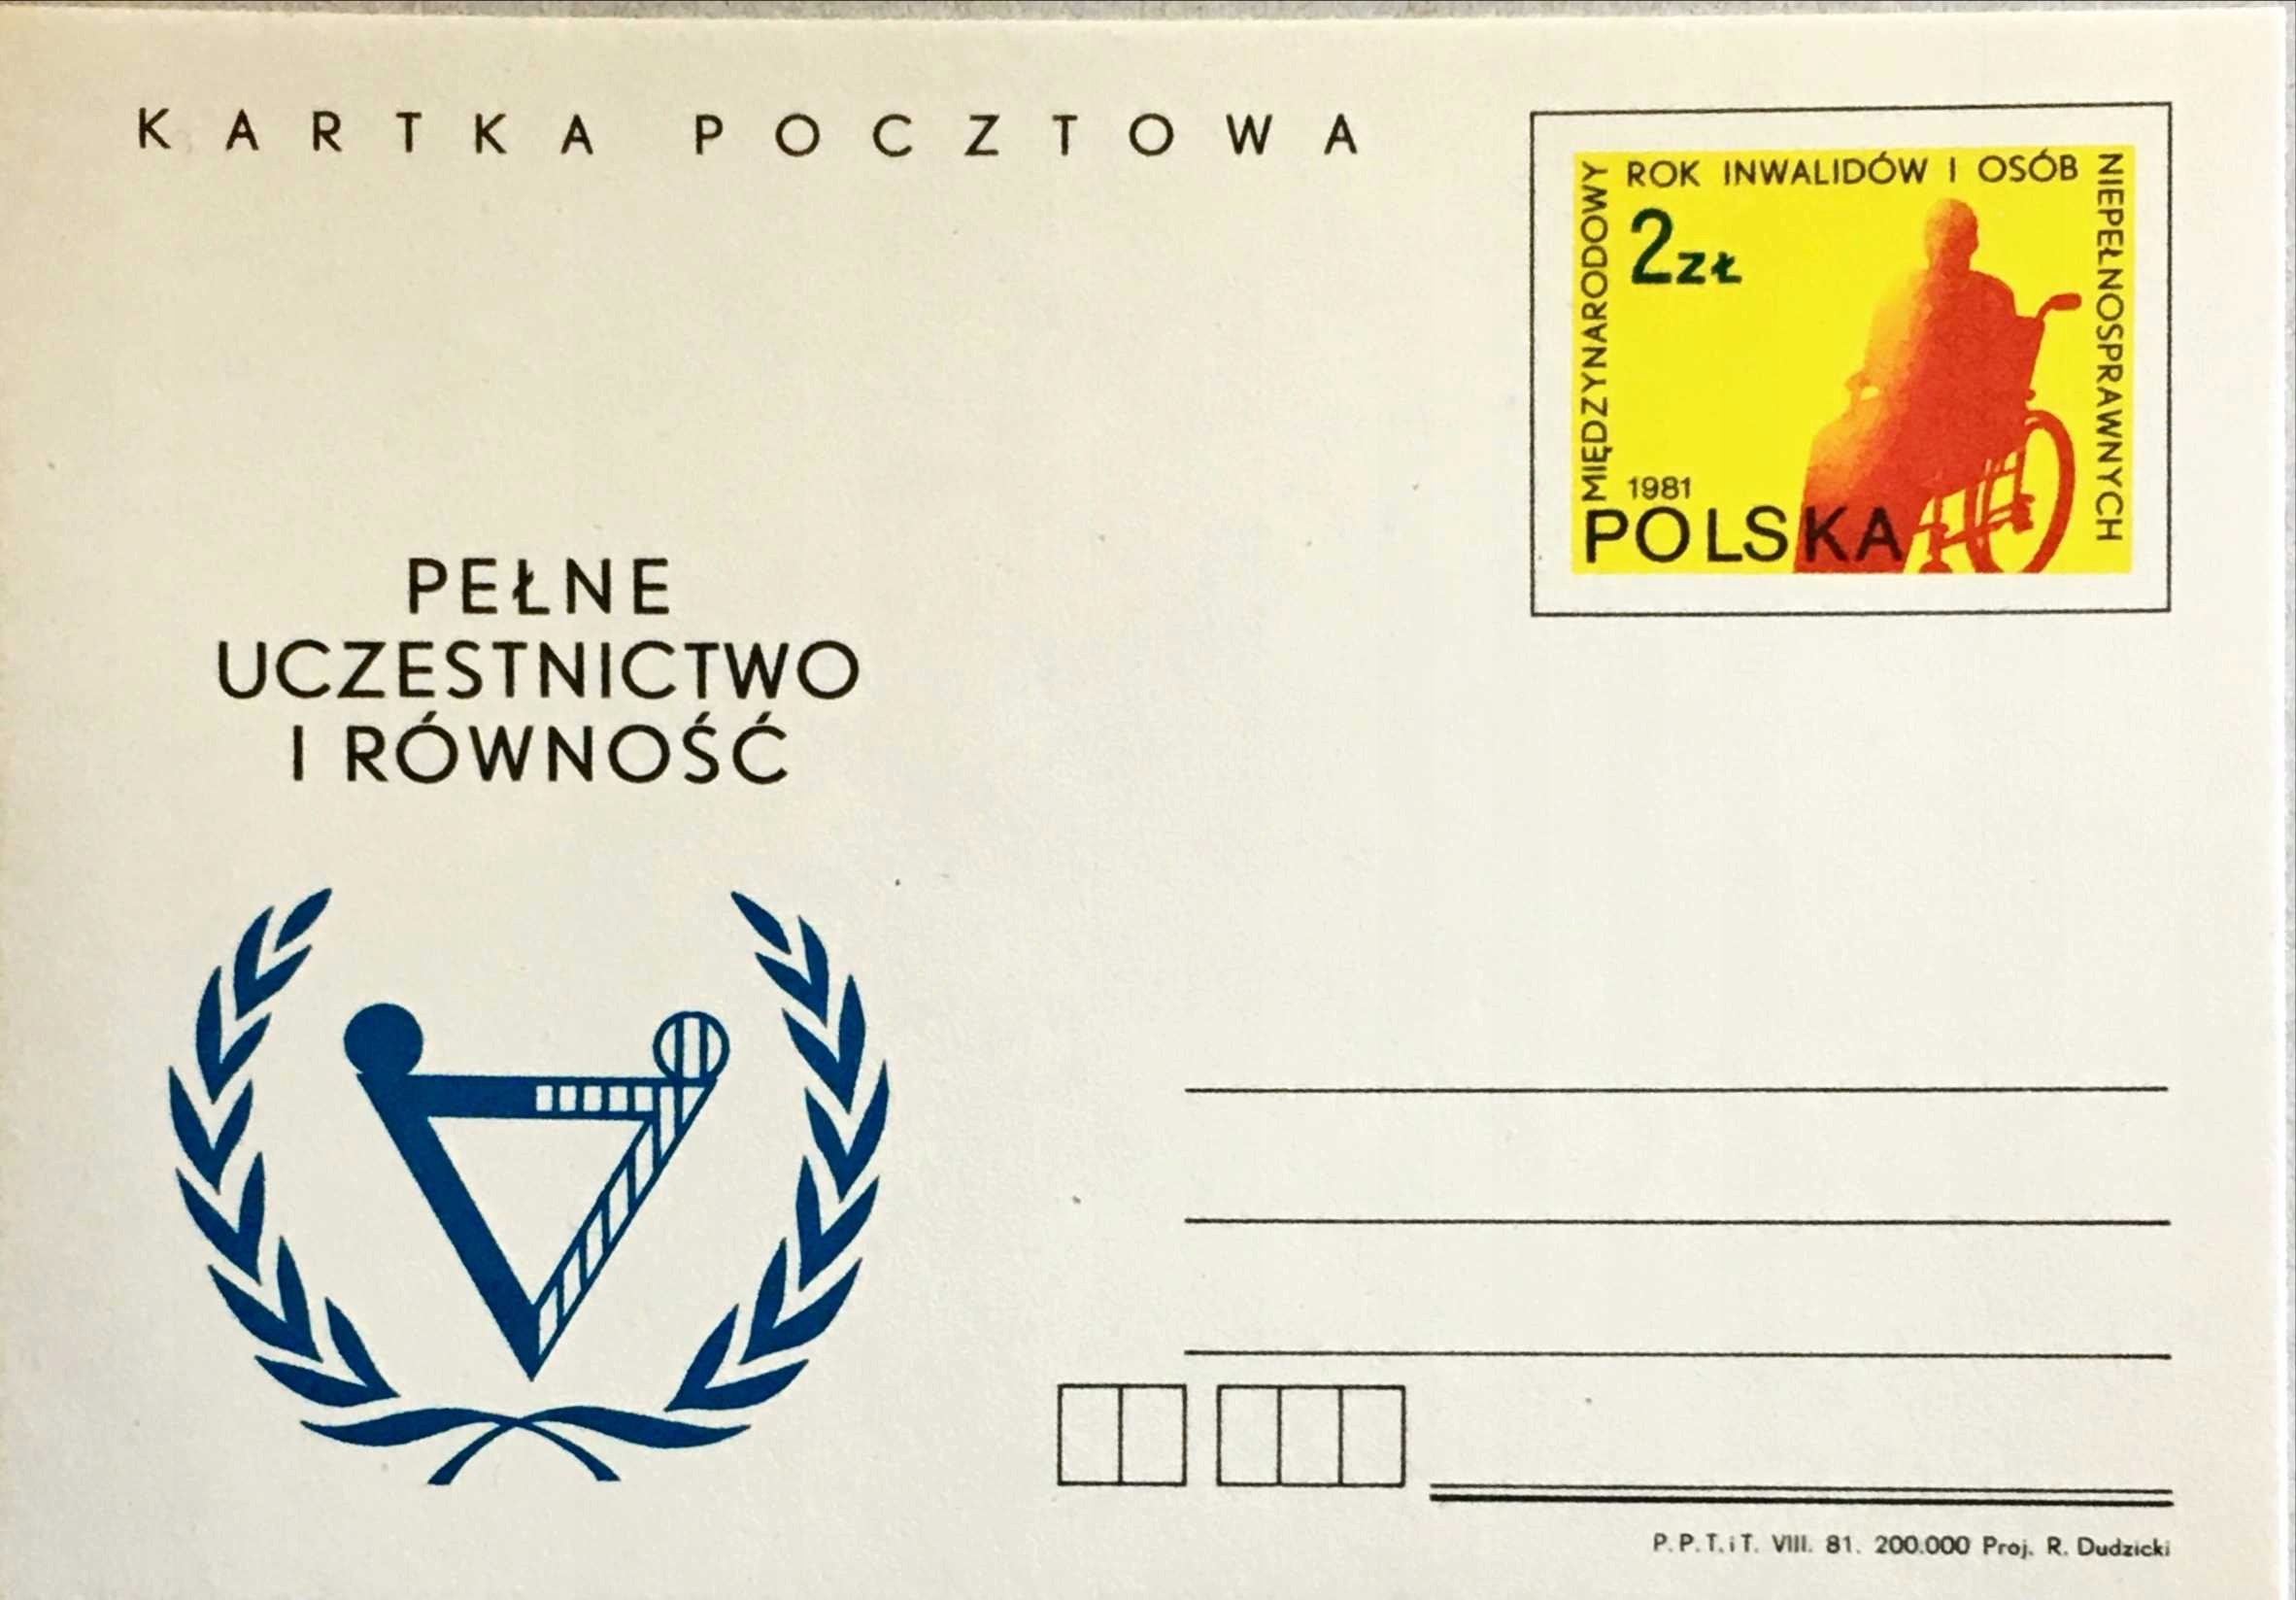 KARTKA POCZTOWA
MIĘDZYNARODOWY
ROK INWALIDÓW I OSÓB
NIEPEŁNOSPRAWNYCH
2 ZŁ
1981
POLSKA
PEŁNE
UCZESTNICTWO
I RÓWNOŚĆ
P.P.T.iT. VIII. 81. 200.000 Proj. R. Dudzicki